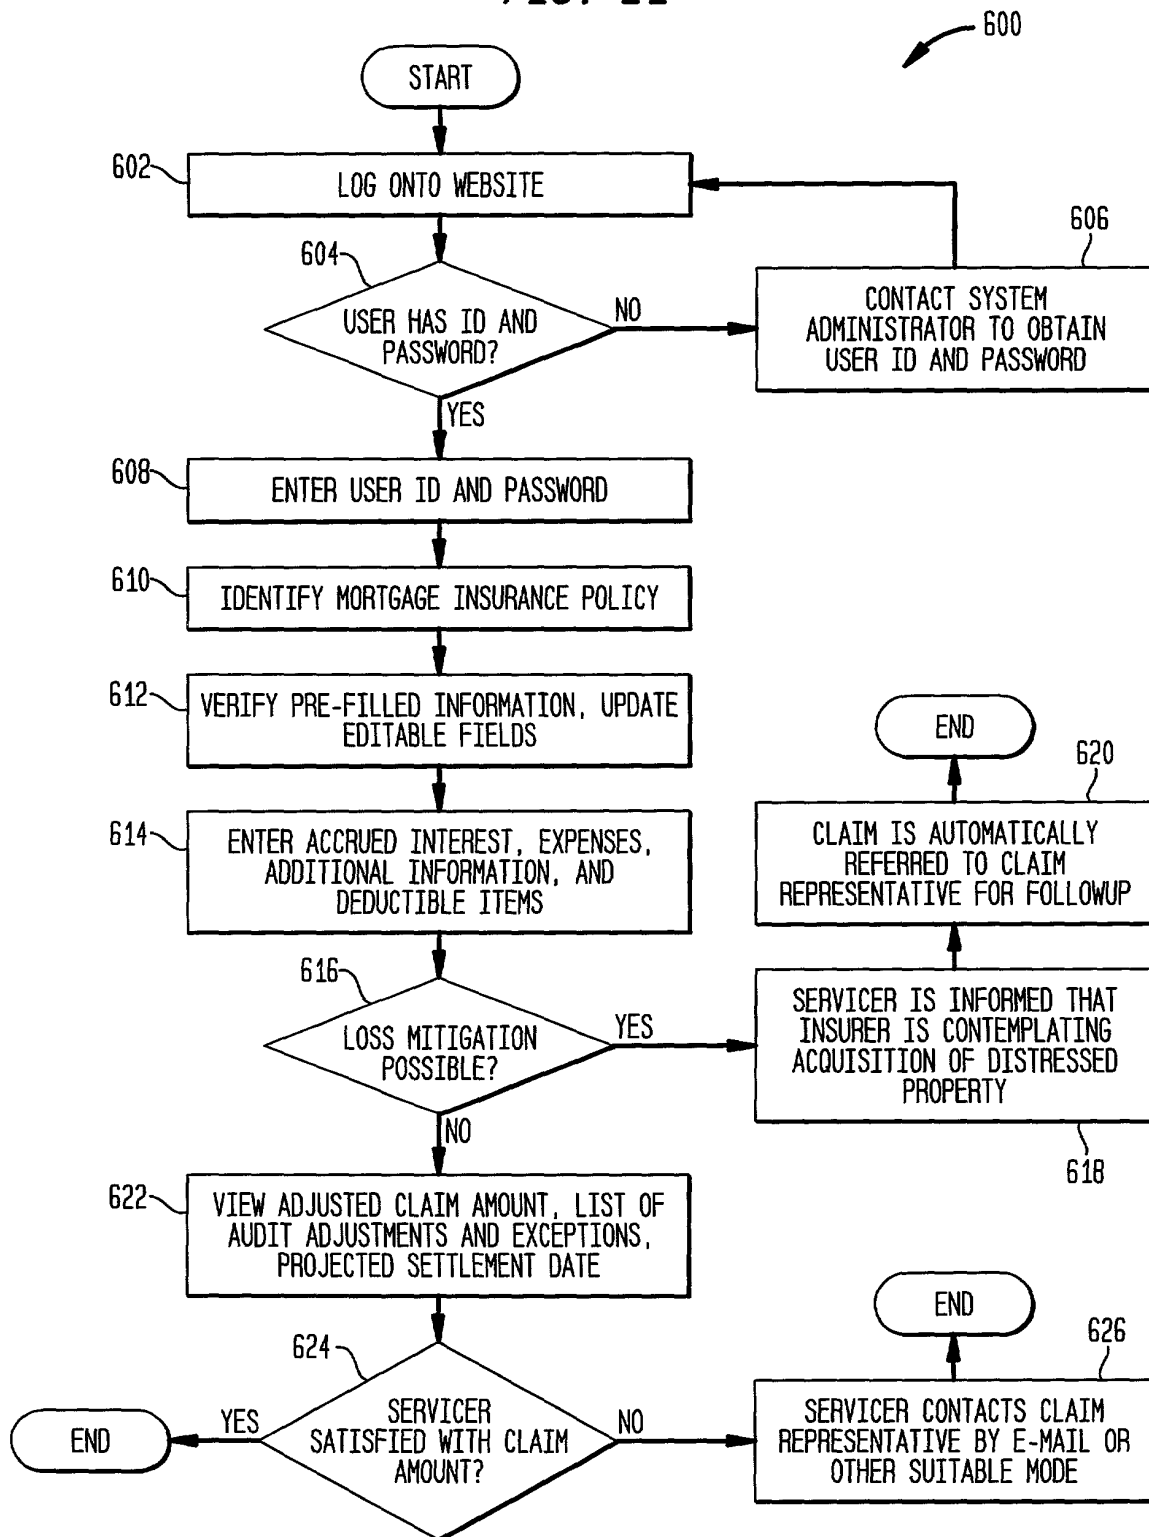 600
START
602
LOG ONTO WEBSITE
606
604
USER HAS ID AND
PASSWORD?
NO
CONTACT SYSTEM
ADMINISTRATOR TO OBTAIN
USER ID AND PASSWORD
YES
608
ENTER USER ID AND PASSWORD
610
IDENTIFY MORTGAGE INSURANCE POLICY
612
VERIFY PRE-FILLED INFORMATION, UPDATE
EDITABLE FIELDS
END
620
614
ENTER ACCRUED INTEREST, EXPENSES,
ADDITIONAL INFORMATION, AND
DEDUCTIBLE ITEMS
CLAIM IS AUTOMATICALLY
REFERRED TO CLAIM
REPRESENTATIVE FOR FOLLOWUP
616
LOSS MITIGATION
POSSIBLE?
YES
SERVICER IS INFORMED THAT
INSURER IS CONTEMPLATING
ACQUISITION OF DISTRESSED
PROPERTY
618
NO
622
VIEW ADJUSTED CLAIM AMOUNT, LIST OF
AUDIT ADJUSTMENTS AND EXCEPTIONS,
PROJECTED SETTLEMENT DATE
END
626
624
SERVICER
SATISFIED WITH CLAIM
AMOUNT?
YES
END
NO
SERVICER CONTACTS CLAIM
REPRESENTATIVE BY E-MAIL OR
OTHER SUITABLE MODE